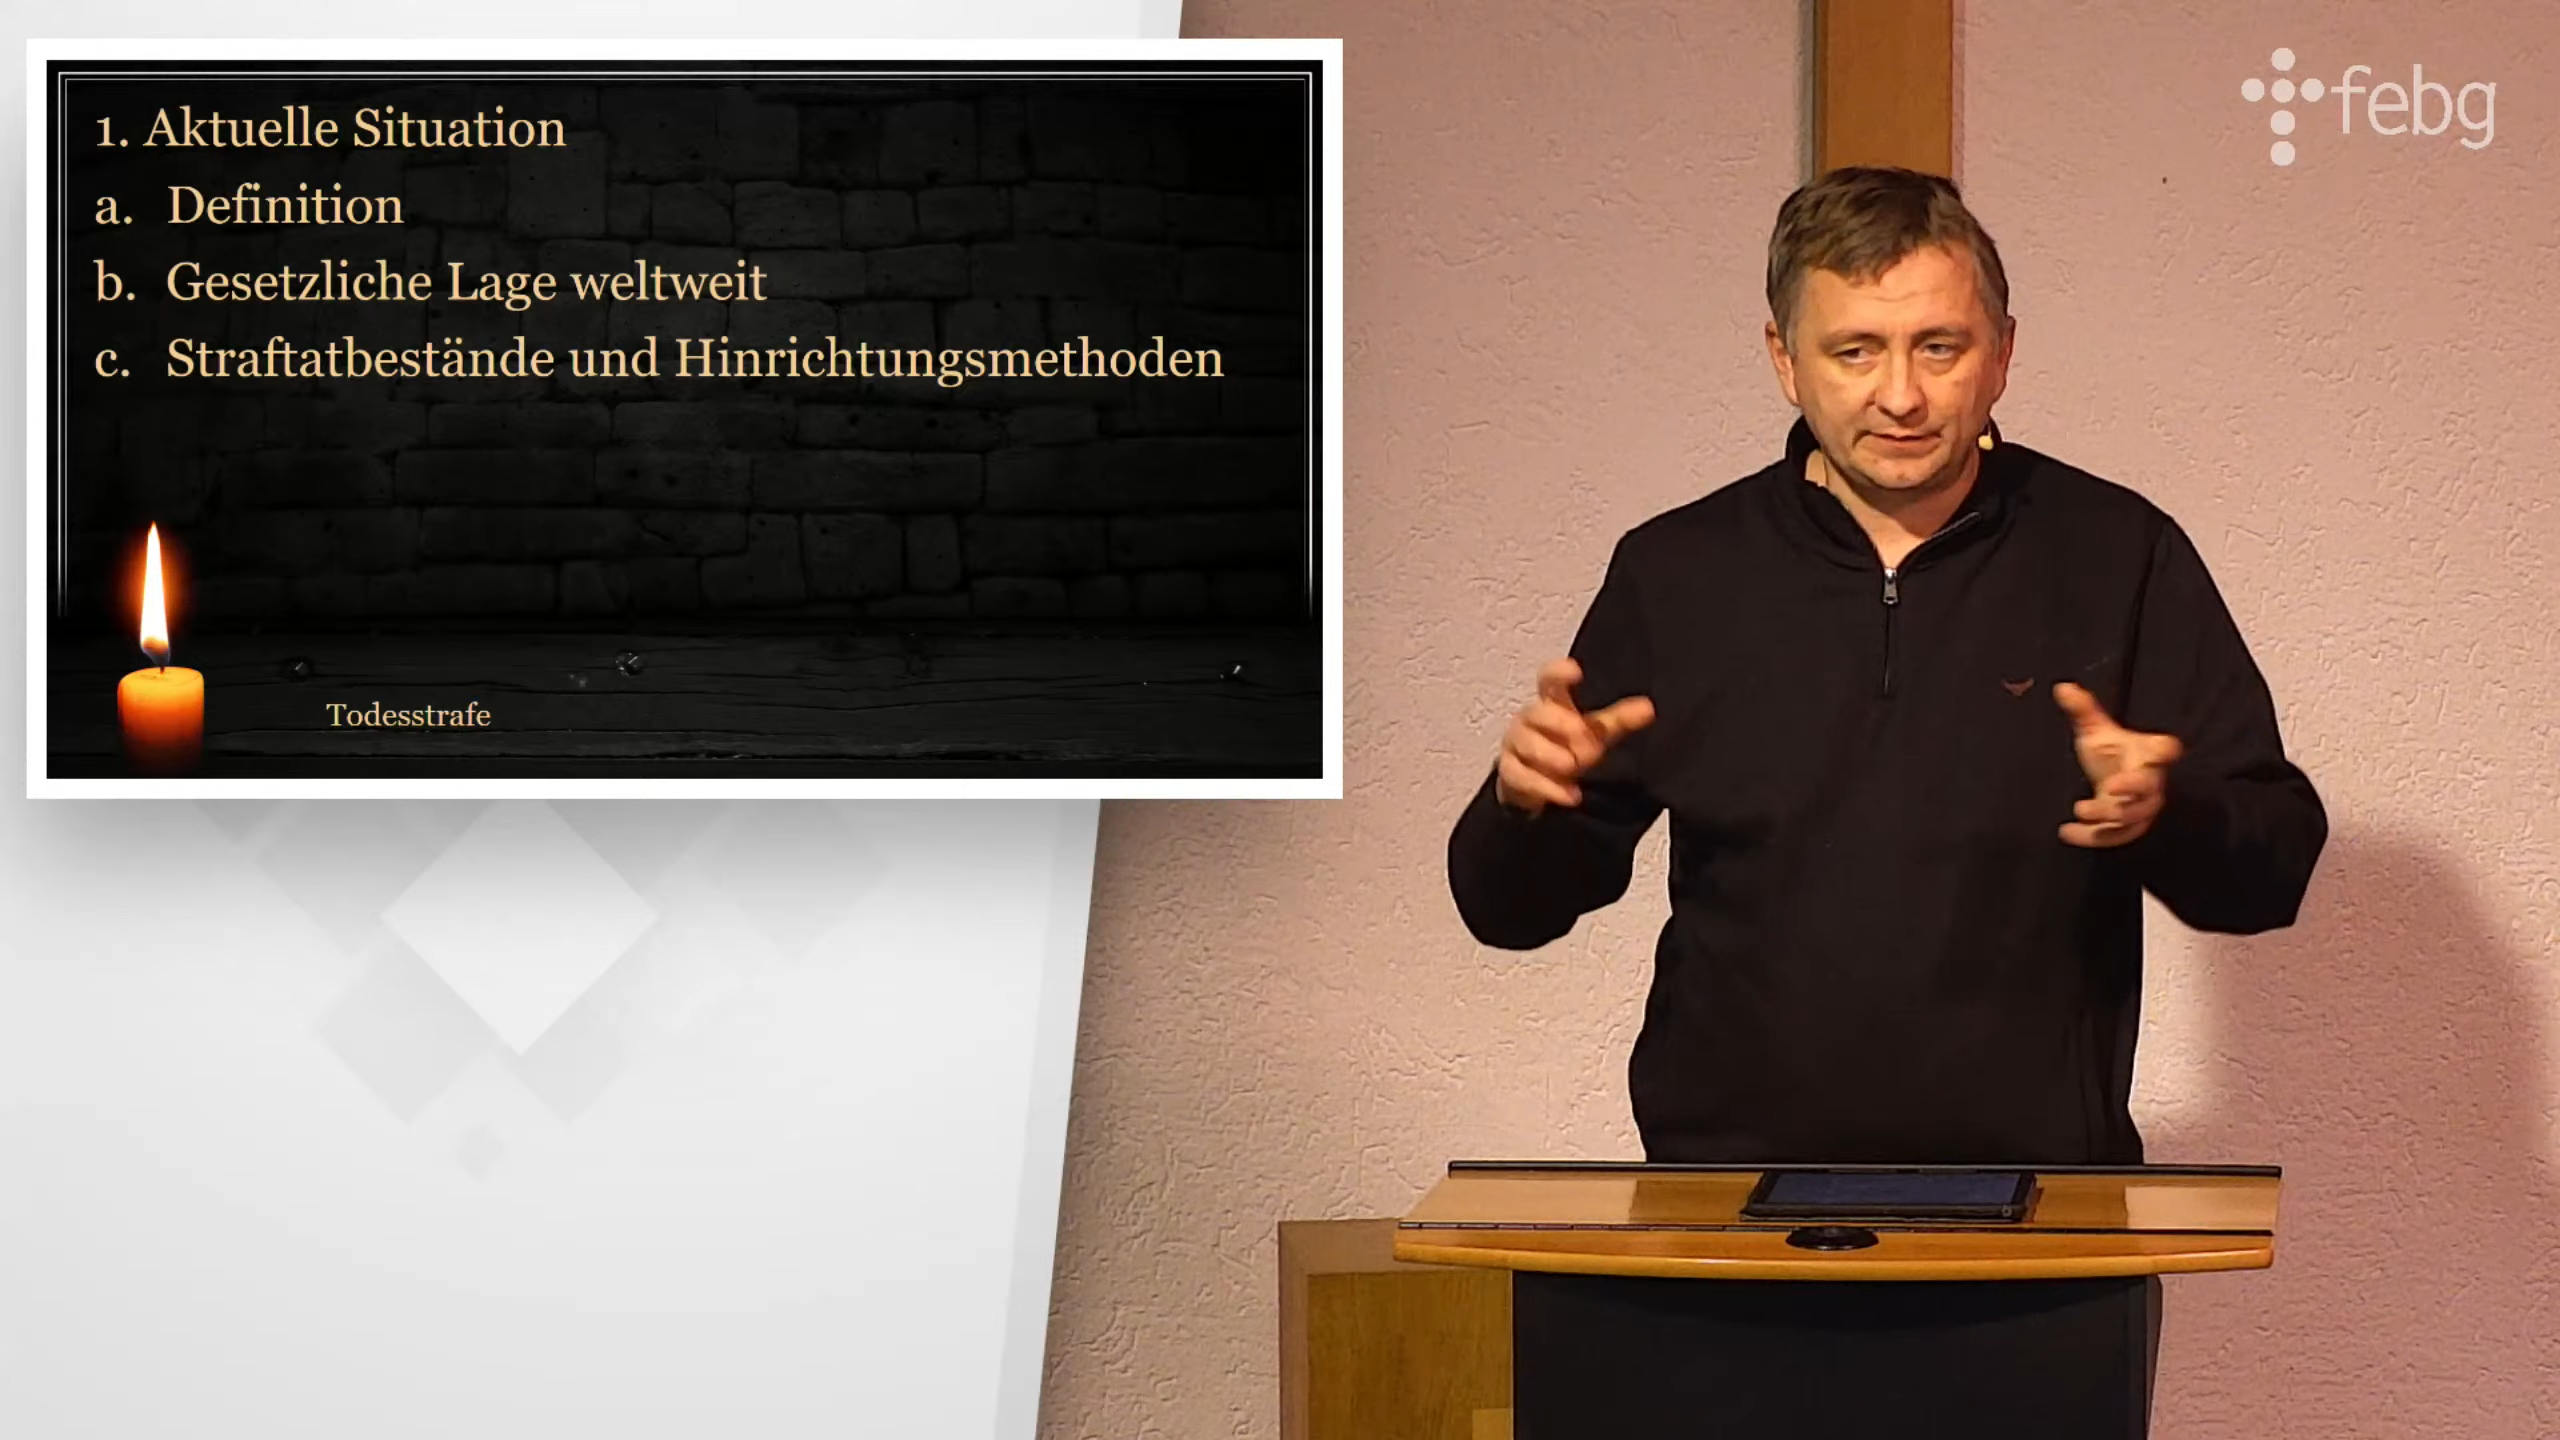 1. Aktuelle Situation
a. Definition
b. Gesetzliche Lage weltweit
c. Straftatbestände und Hinrichtungsmethoden
Todesstrafe
febg